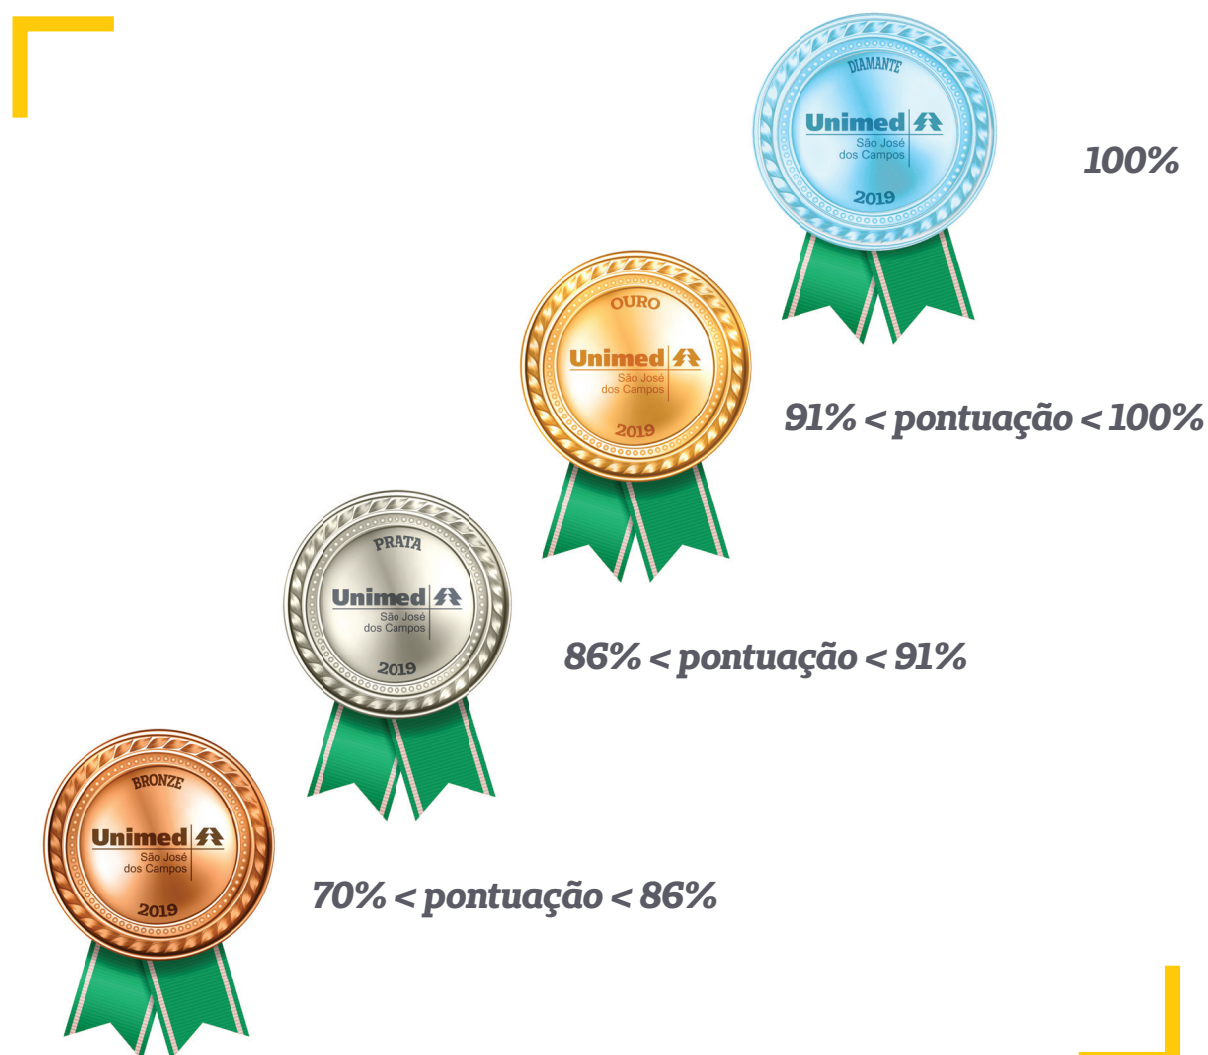 DIAMANTE
Unimed
São José
dos Campos
2019
100%
OURO
Unimed
São José
dos Campos
2019
91% < pontuação < 100%
PRATA
Unimed
São José
dos Campos
2019
86% < pontuação < 91%
BRONZE
Unimed
São José
dos Campos
2019
70% < pontuação < 86%